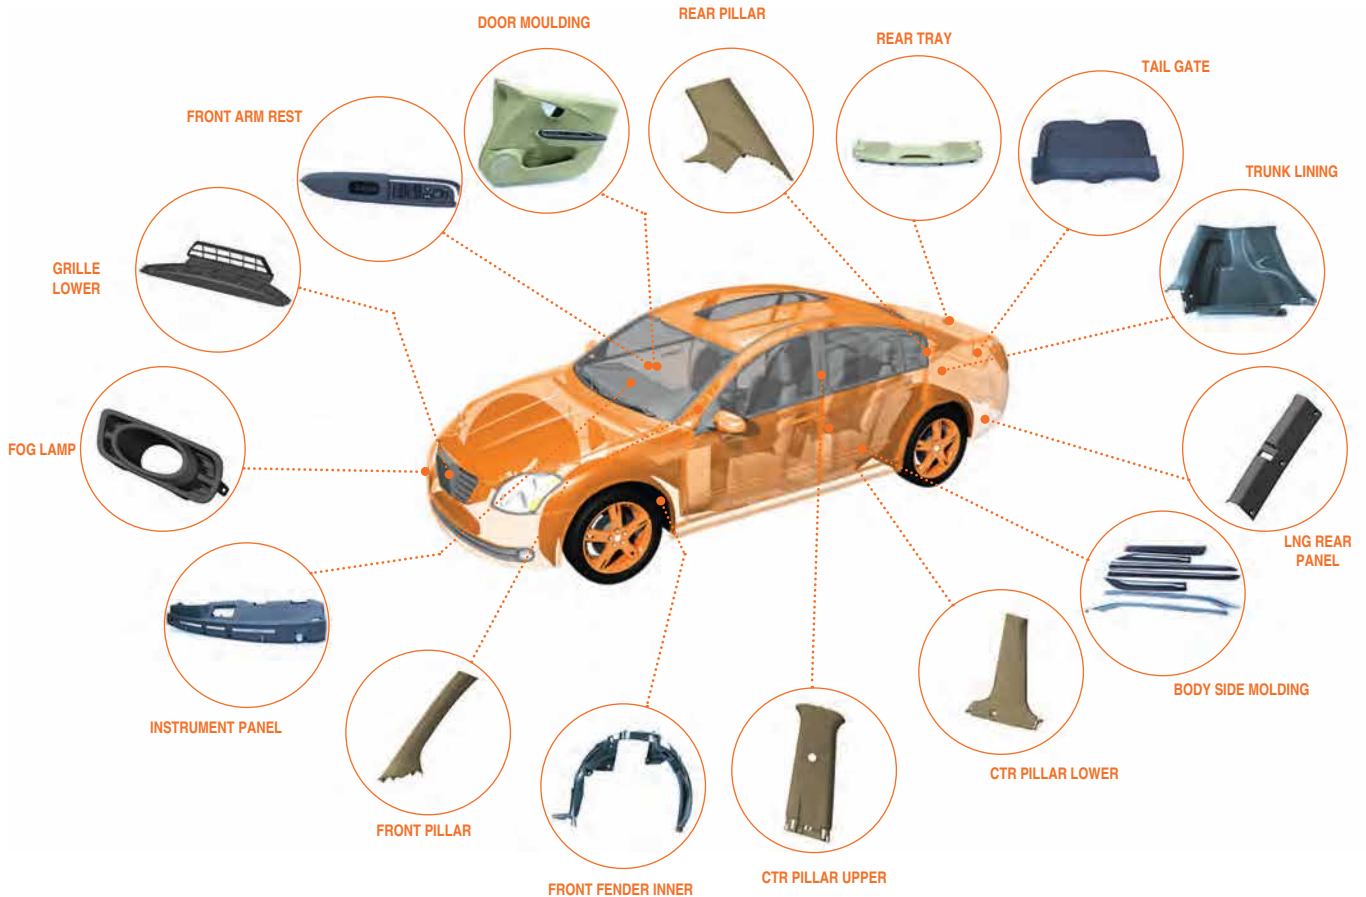 DOOR MOULDING
REAR PILLAR
REAR TRAY
TAIL GATE
FRONT ARM REST
TRUNK LINING
GRILLE
LOWER
FOG LAMP
LNG REAR
PANEL
BODY SIDE MOLDING
INSTRUMENT PANEL
CTR PILLAR LOWER
FRONT PILLAR
CTR PILLAR UPPER
FRONT FENDER INNER